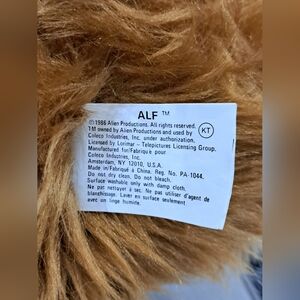 ALF ™
©1986 Alien Productions. All rights reserved.
TM owned by Alien Productions and used by
Coleco Industries, Inc. under authorization.
Licensed by Lorimar - Telepictures Licensing Group.
Manufactured for/Fabriqué pour
Coleco Industries, Inc.
Amsterdam, NY 12010, U.S.A.
Made in/Fabriqué à China. Reg. No. PA-1044.
Do not dry clean. Do not bleach.
Surface washable only with damp cloth.
Ne pas nettoyer à sec. Ne pas utiliser d'agent de
blanchissage. Laver en surface seulement
avec un linge humide.
KT